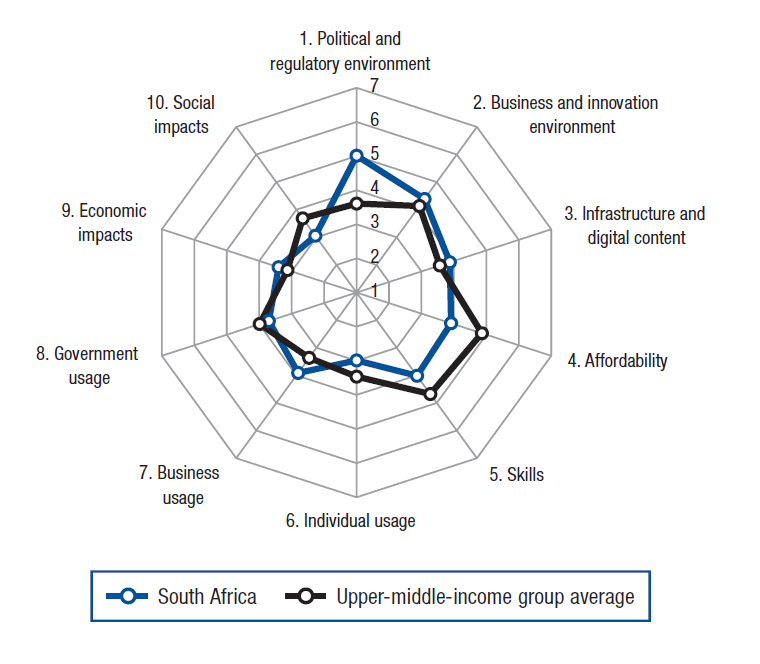 1. Political and
regulatory environment
7
10. Social
impacts
2. Business and innovation
environment
6
5
4
9. Economic
impacts
3. Infrastructure and
digital content
3
2
1
8. Government
usage
4. Affordability
7. Business
usage
5. Skills
6. Individual usage
South Africa
Upper-middle-income group average